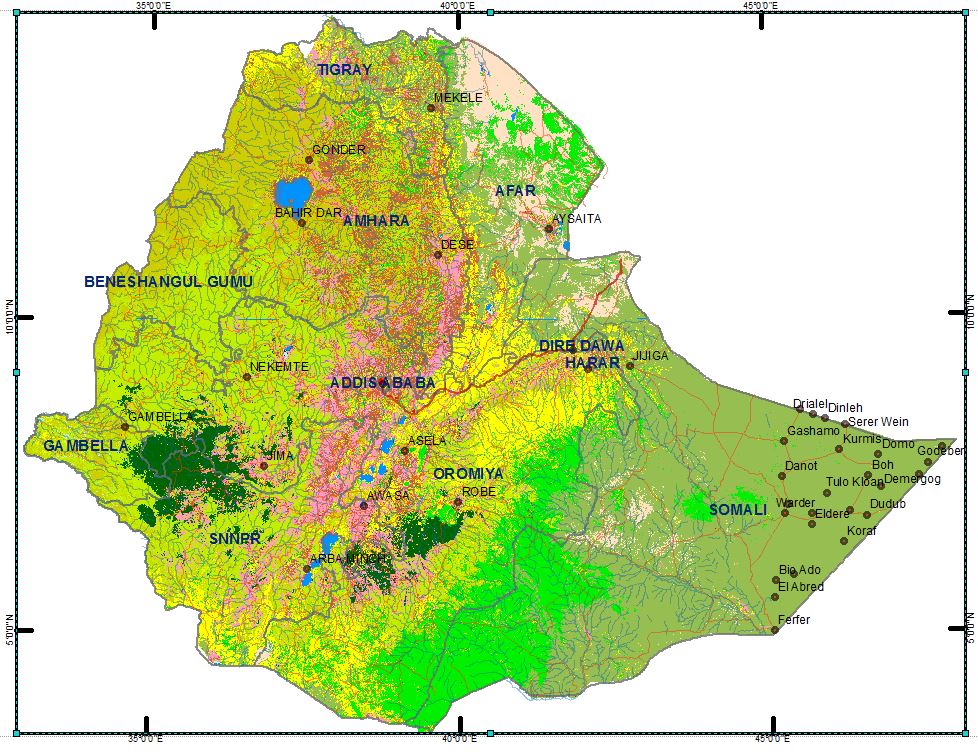 35°0'0"E
40°0'0"E
45°0'0"E
TIGRAY
MEKELE
GONDER
AFAR
BAHIR DAR
AMHARA
AYSAITA
DESE
BENESHANGUL GUMU
10°0'0"N
10°0'0"N
DIRE DAWA
HARAR
JIJIGA
NEKEMTE
ADDIS ABABA
Drialel
Dinleh
GAMBELLA
Serer Wein
Gashamo
Kurmis
Domo
GAMBELLA
ASELA
JIMA
OROMIYA
Danot
Boh
Tulo Kloan
Demergog
AWASA
ROBE
SOMALI
Warder
Eldere
Dudub
SNNPR
Koraf
ARBA MINCH
Bio Ado
El Abred
Ferfer
5°0'0"N
5°0'0"N
35°0'0"E
40°0'0"E
45°0'0"E